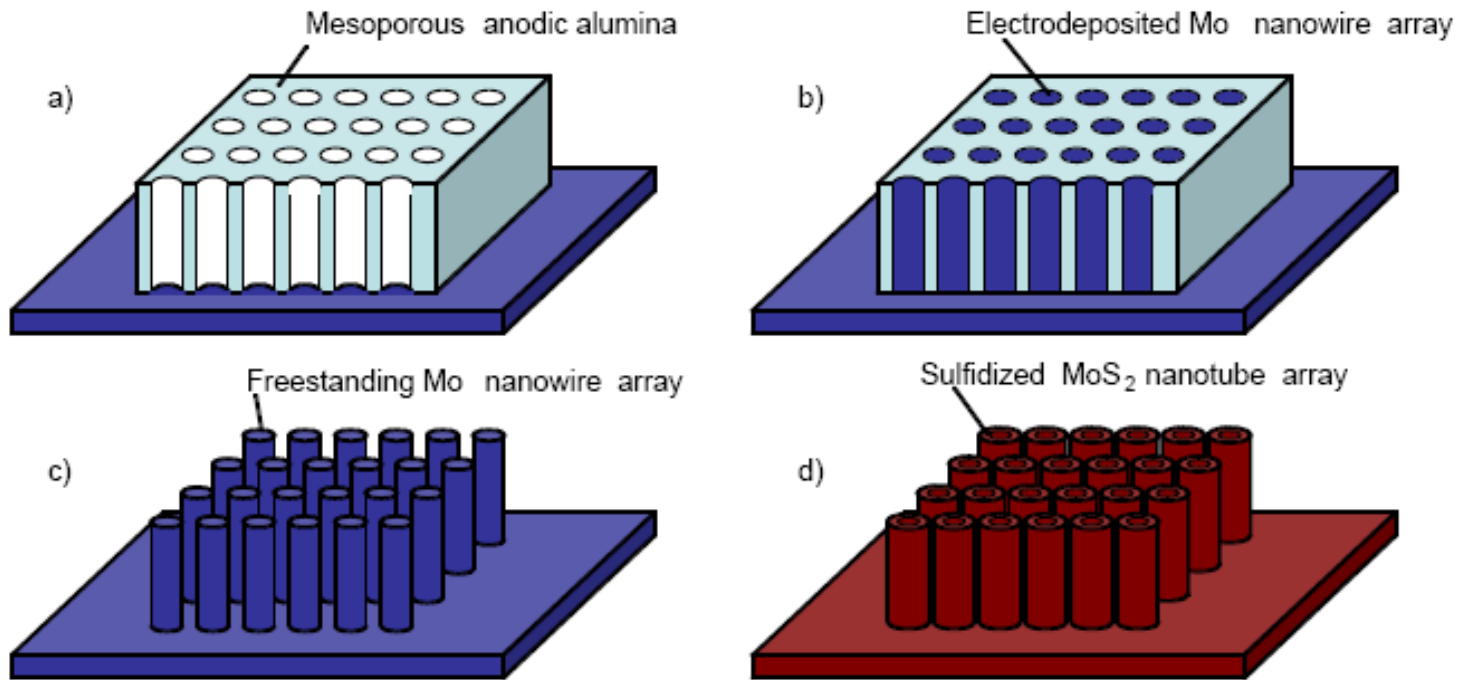 Mesoporous anodic alumina
Electrodeposited Mo nanowire array
a)
b)
Freestanding Mo nanowire array
Sulfidized MoS₂ nanotube array
c)
d)